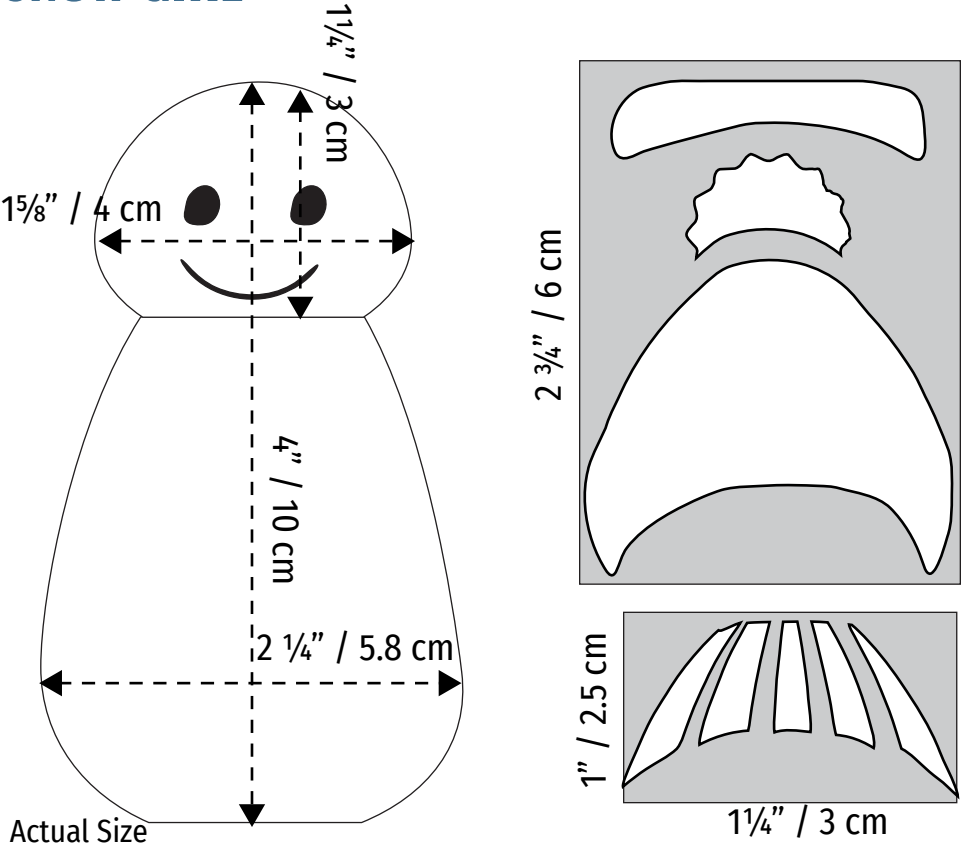 1¼” / 3 cm
1⅝” / 4 cm
2 ¾” / 6 cm
4” / 10 cm
2 ¼” / 5.8 cm
1” / 2.5 cm
1¼” / 3 cm
Actual Size